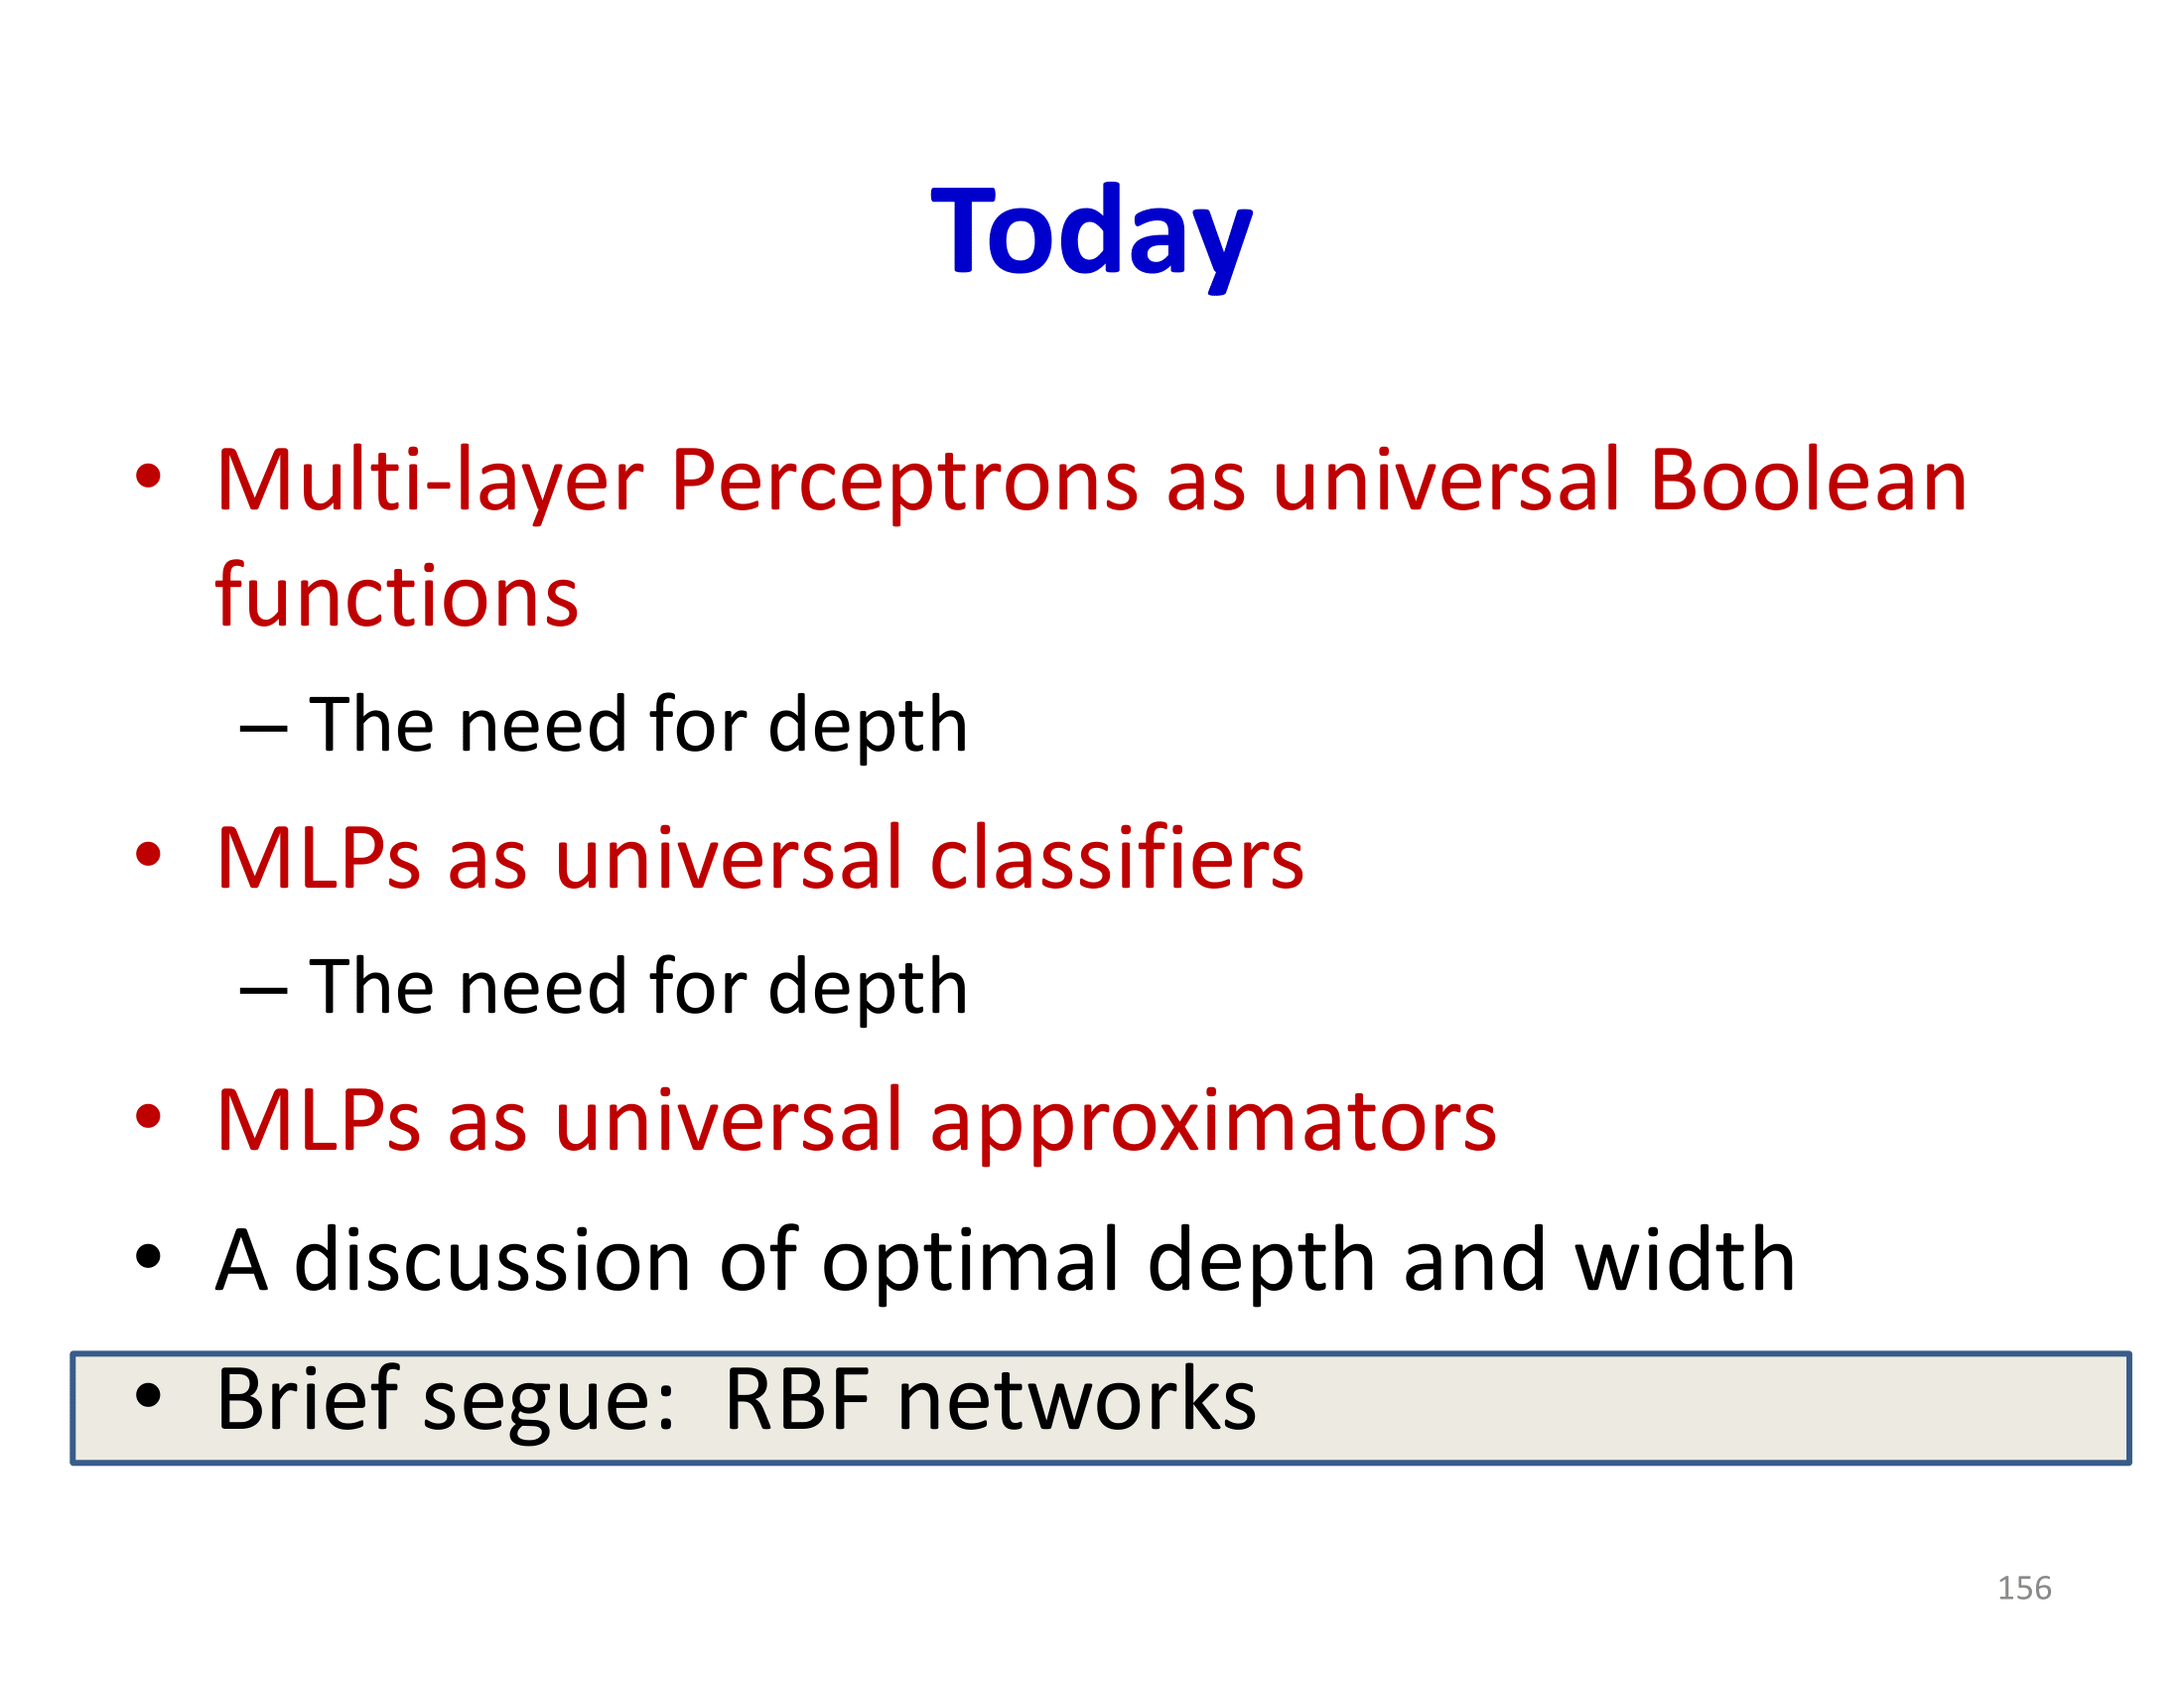 Today
• Multi-layer Perceptrons as universal Boolean
functions
– The need for depth
• MLPs as universal classifiers
– The need for depth
• MLPs as universal approximators
• A discussion of optimal depth and width
• Brief segue: RBF networks
156